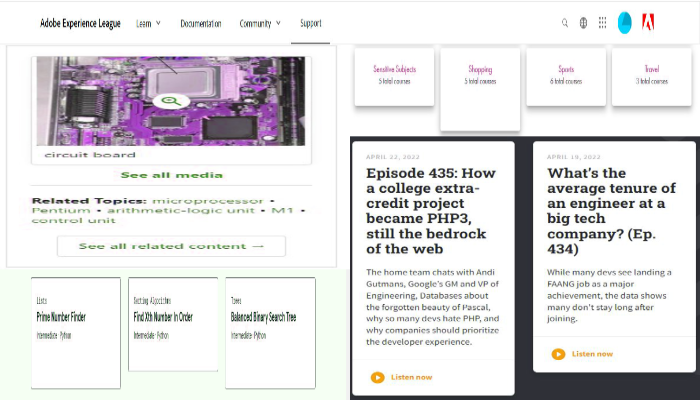 Adobe Experience League Learn Documentation Community Support
circuit board
See all media
Related Topics: microprocessor •
Pentium • arithmetic-logic unit • M1 •
control unit
See all related content →
Lists
Prime Number Finder
Intermediate · Python
Sorting Algorithms
Find Xth Number In Order
Intermediate · Python
Trees
Balanced Binary Search Tree
Intermediate · Python
Sensitive Subjects
5 total courses
Shopping
5 total courses
Sports
6 total courses
Travel
3 total courses
APRIL 22, 2022
Episode 435: How
a college extra-
credit project
became PHP3,
still the bedrock
of the web
The home team chats with Andi
Gutmans, Google's GM and VP of
Engineering, Databases about
the forgotten beauty of Pascal,
why so many devs hate PHP, and
why companies should prioritize
the developer experience.
Listen now
APRIL 19, 2022
What's the
average tenure of
an engineer at a
big tech
company? (Ep.
434)
While many devs see landing a
FAANG job as a major
achievement, the data shows
many don't stay long after
joining.
Listen now